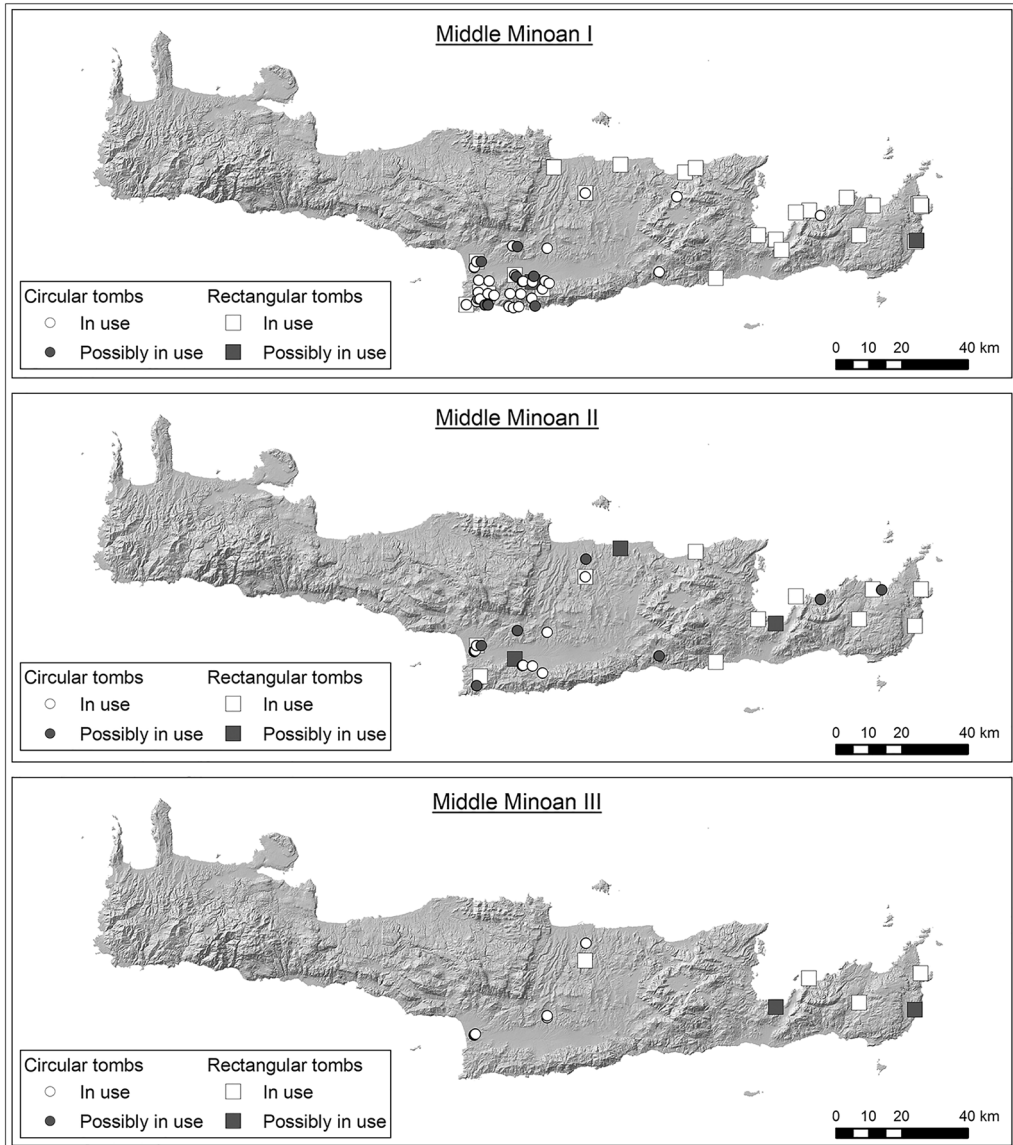 Middle Minoan I
Circular tombs Rectangular tombs
In use In use
Possibly in use Possibly in use
0 10 20 40 km
Middle Minoan II
Circular tombs Rectangular tombs
In use In use
Possibly in use Possibly in use
0 10 20 40 km
Middle Minoan III
Circular tombs Rectangular tombs
In use In use
Possibly in use Possibly in use
0 10 20 40 km